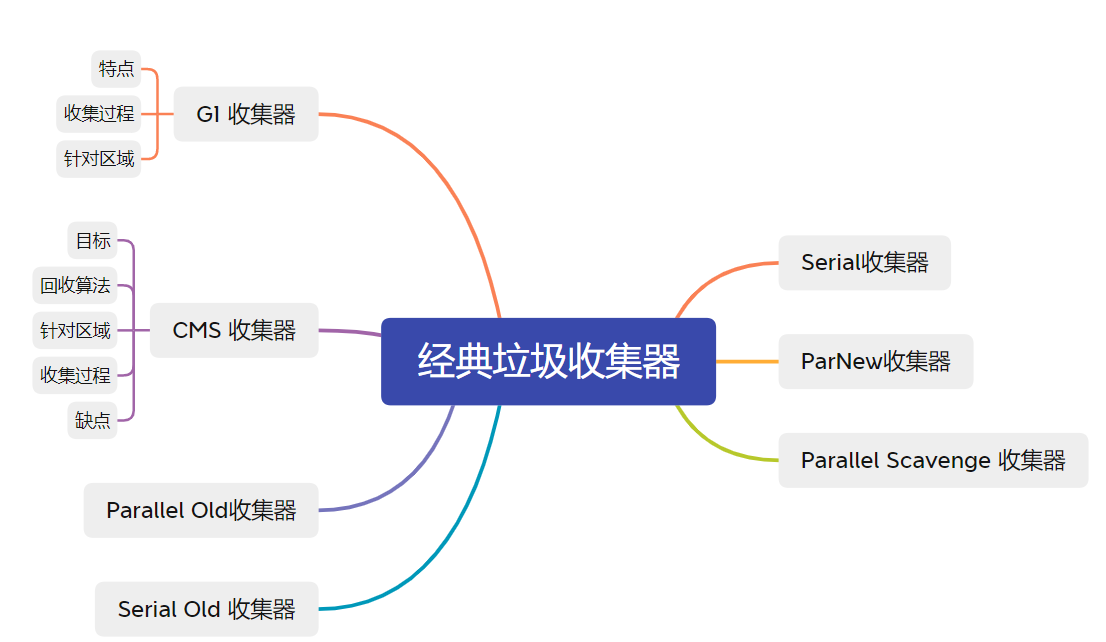 经典垃圾收集器
Serial收集器
ParNew收集器
Parallel Scavenge 收集器
Serial Old 收集器
Parallel Old收集器
CMS 收集器
目标
回收算法
针对区域
收集过程
缺点
G1 收集器
特点
收集过程
针对区域